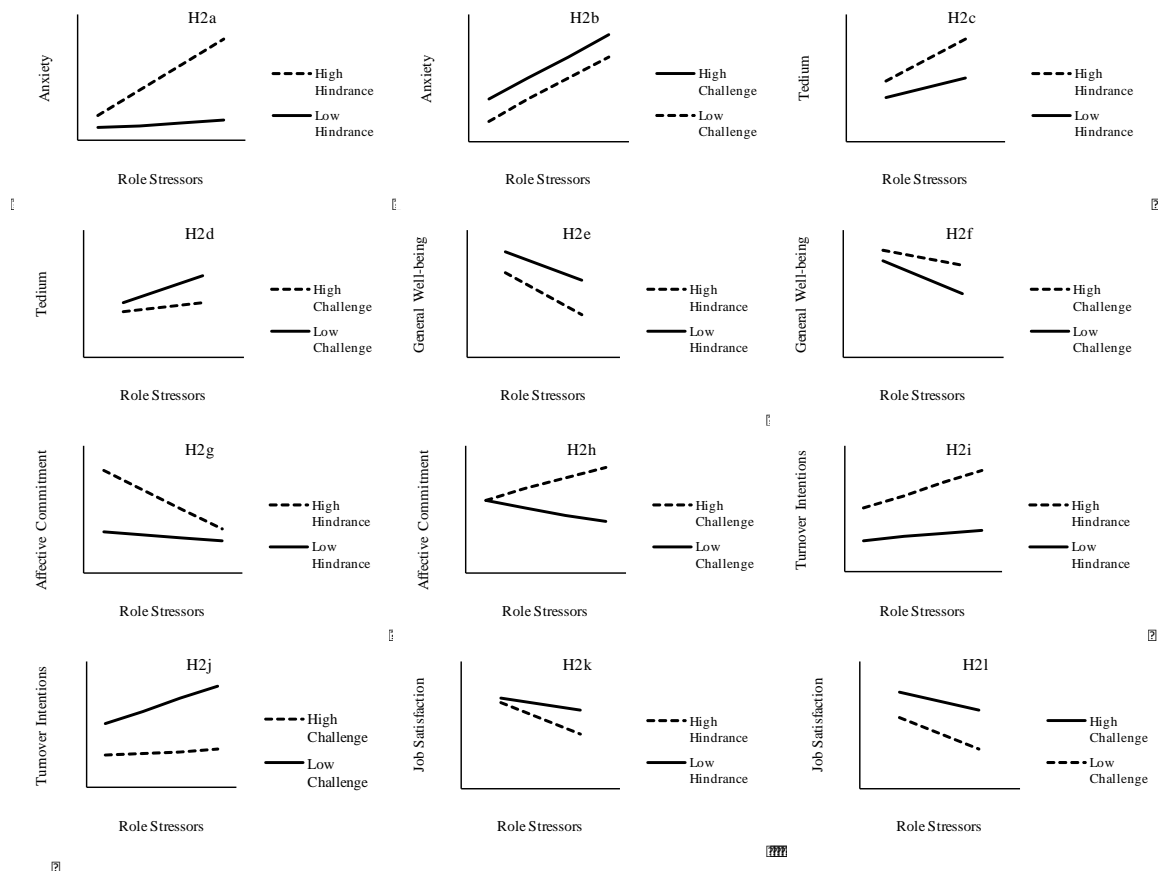 H2a
Anxiety
High
Hindrance
Low
Hindrance
Role Stressors
H2b
Anxiety
High
Challenge
Low
Challenge
Role Stressors
H2c
Tedium
High
Hindrance
Low
Hindrance
Role Stressors
H2d
Tedium
High
Challenge
Low
Challenge
Role Stressors
H2e
General Well-being
High
Hindrance
Low
Hindrance
Role Stressors
H2f
General Well-being
High
Challenge
Low
Challenge
Role Stressors
H2g
Affective Commitment
High
Hindrance
Low
Hindrance
Role Stressors
H2h
Affective Commitment
High
Challenge
Low
Challenge
Role Stressors
H2i
Turnover Intentions
High
Hindrance
Low
Hindrance
Role Stressors
H2j
Turnover Intentions
High
Challenge
Low
Challenge
Role Stressors
H2k
Job Satisfaction
High
Hindrance
Low
Hindrance
Role Stressors
H2l
Job Satisfaction
High
Challenge
Low
Challenge
Role Stressors